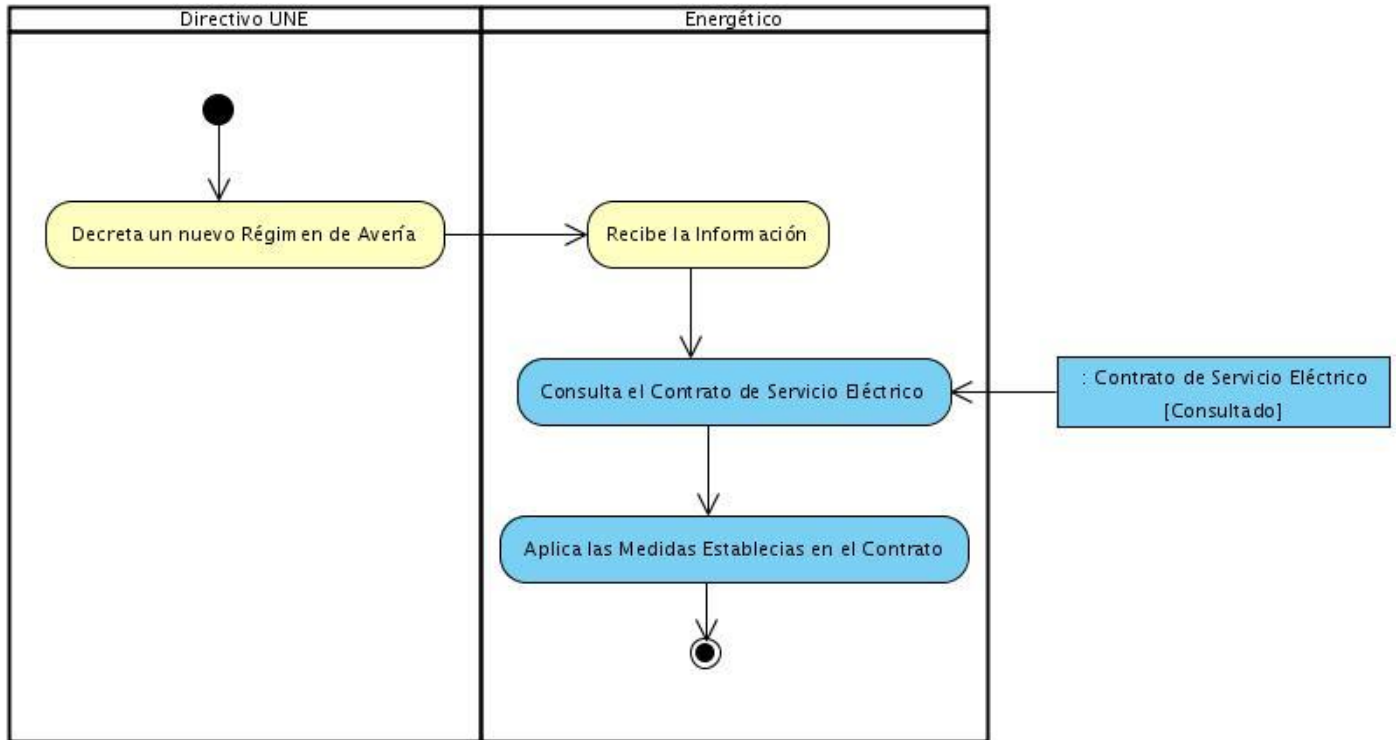 Directivo UNE
Energético
Decreta un nuevo Régimen de Avería
Recibe la Información
Consulta el Contrato de Servicio Eléctrico
: Contrato de Servicio Eléctrico
[Consultado]
Aplica las Medidas Establecias en el Contrato